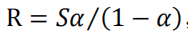 R = Sα/(1 − α),